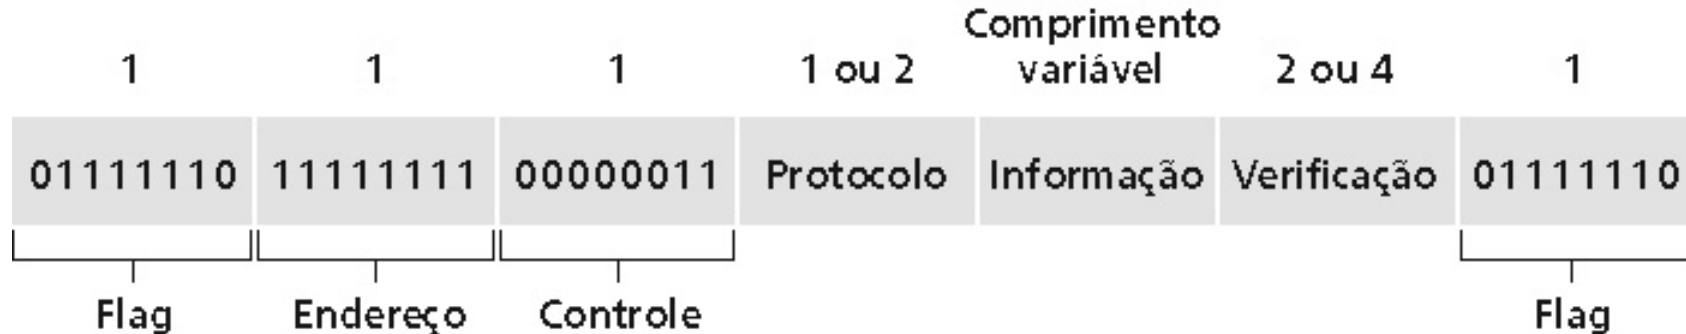 Comprimento
1 1 1 1 ou 2 variável 2 ou 4 1
01111110 11111111 00000011 Protocolo Informação Verificação 01111110
Flag Endereço Controle Flag